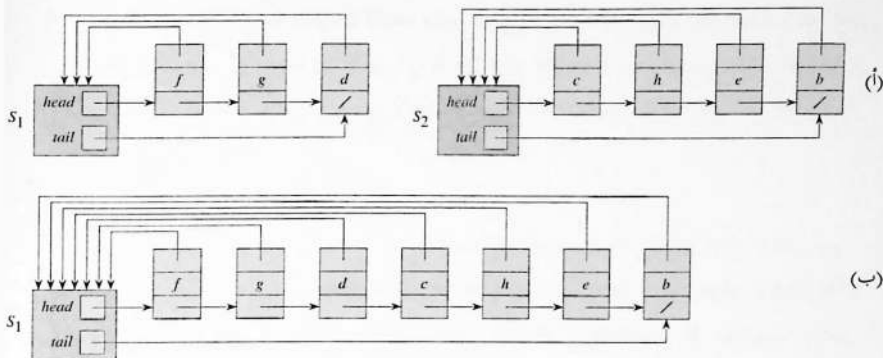 f g d
c h e b
head head (أ)
S1 S2
tail tail
f g d c h e b (ب)
head
S1
tail